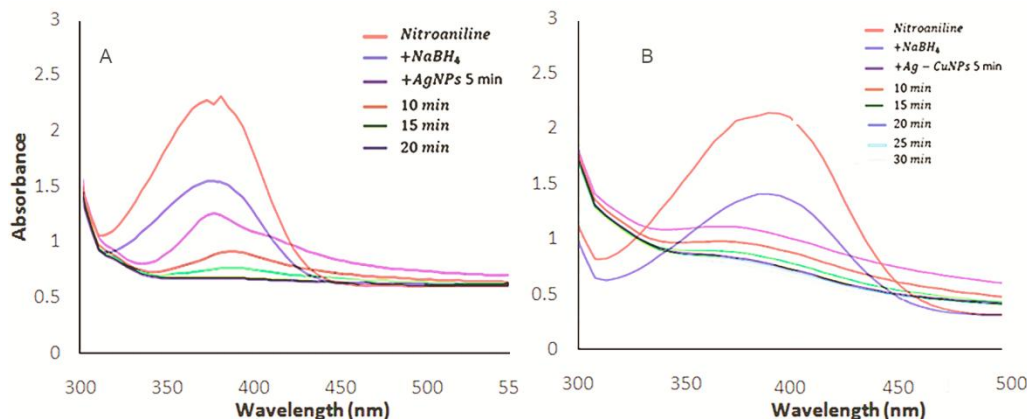 A
Nitroaniline
+NaBH₄
+AgNPs 5 min
10 min
15 min
20 min
3
2.5
2
1.5
1
0.5
0
300 350 400 450 500 55
Absorbance
Wavelength (nm)
B
Nitroaniline
+NaBH₄
+Ag − CuNPs 5 min
10 min
15 min
20 min
25 min
30 min
3
2.5
2
1.5
1
0.5
0
300 350 400 450 500
Wavelength (nm)